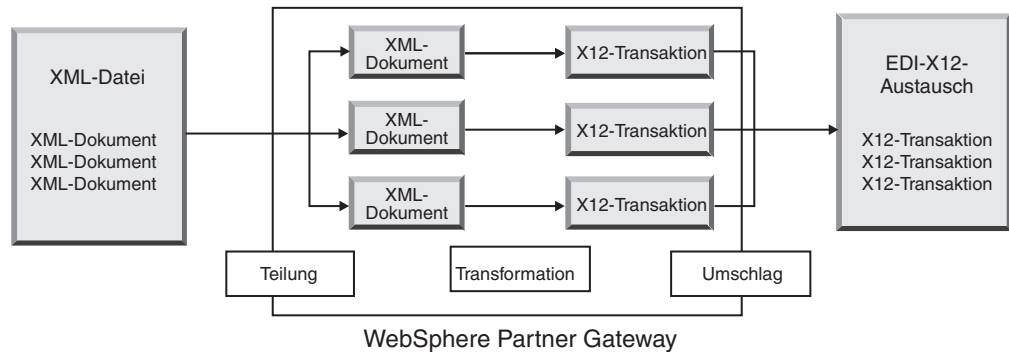 XML-Datei
XML-Dokument
XML-Dokument
XML-Dokument
XML-
Dokument
X12-Transaktion
XML-
Dokument
X12-Transaktion
XML-
Dokument
X12-Transaktion
EDI-X12-
Austausch
X12-Transaktion
X12-Transaktion
X12-Transaktion
Teilung
Transformation
Umschlag
WebSphere Partner Gateway